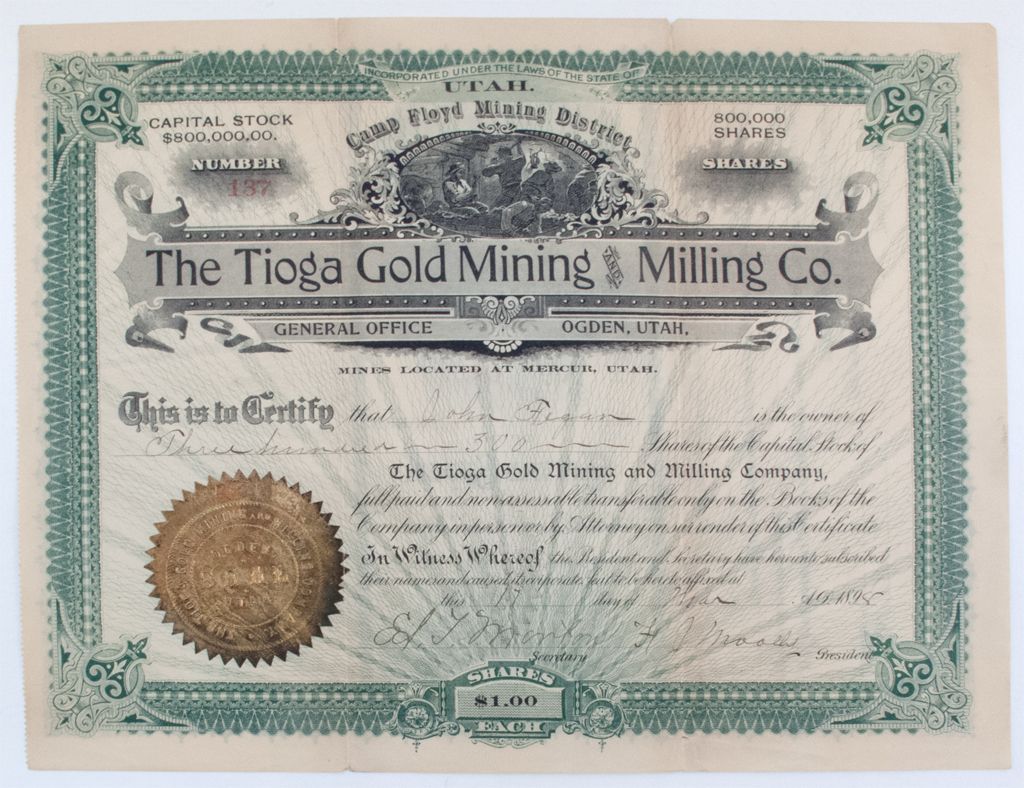 INCORPORATED UNDER THE LAWS OF THE STATE OF
UTAH.
Camp Floyd Mining District
CAPITAL STOCK
$800,000.00.
800,000
SHARES
NUMBER
137
SHARES
The Tioga Gold Mining AND Milling Co.
GENERAL OFFICE OGDEN, UTAH,
MINES LOCATED AT MERCUR, UTAH.
This is to Certify that John Fegan is the owner of
Three hundred 300 Shares of the Capital Stock of
The Tioga Gold Mining and Milling Company,
full paid and non assessable transferable only on the Books of the
Company in person or by Attorney on surrender of this Certificate
In Witness Whereof the President and Secretary have hereunto subscribed
their names and caused its corporate seal to be hereto affixed at
this 17 day of Mar A.D. 189
Secretary
President
SHARES
$1.00
EACH